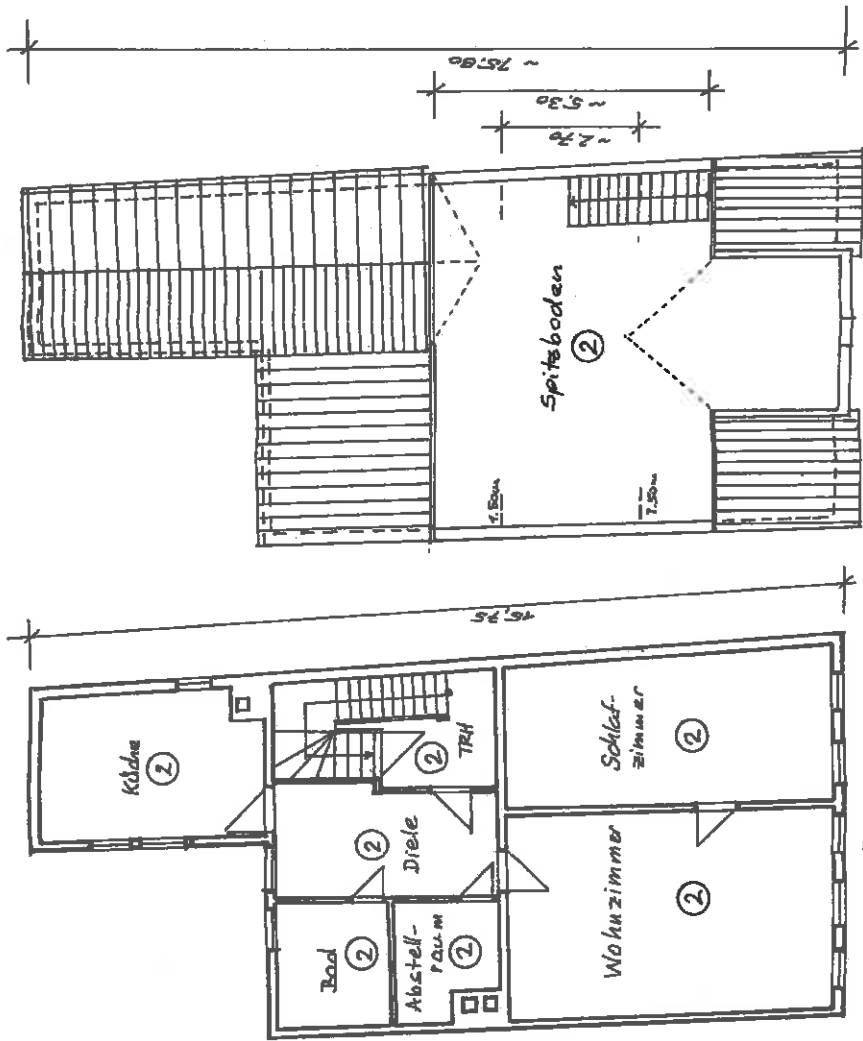 ~ 15,80
~ 5,30
~ 2,70
Spitzboden
②
1.50m
1.50m
15,75
Küche
②
Schlaf-
zimmer
②
TRH
②
Diele
②
Wohnzimmer
②
Bad
②
Abstell-
raum
②